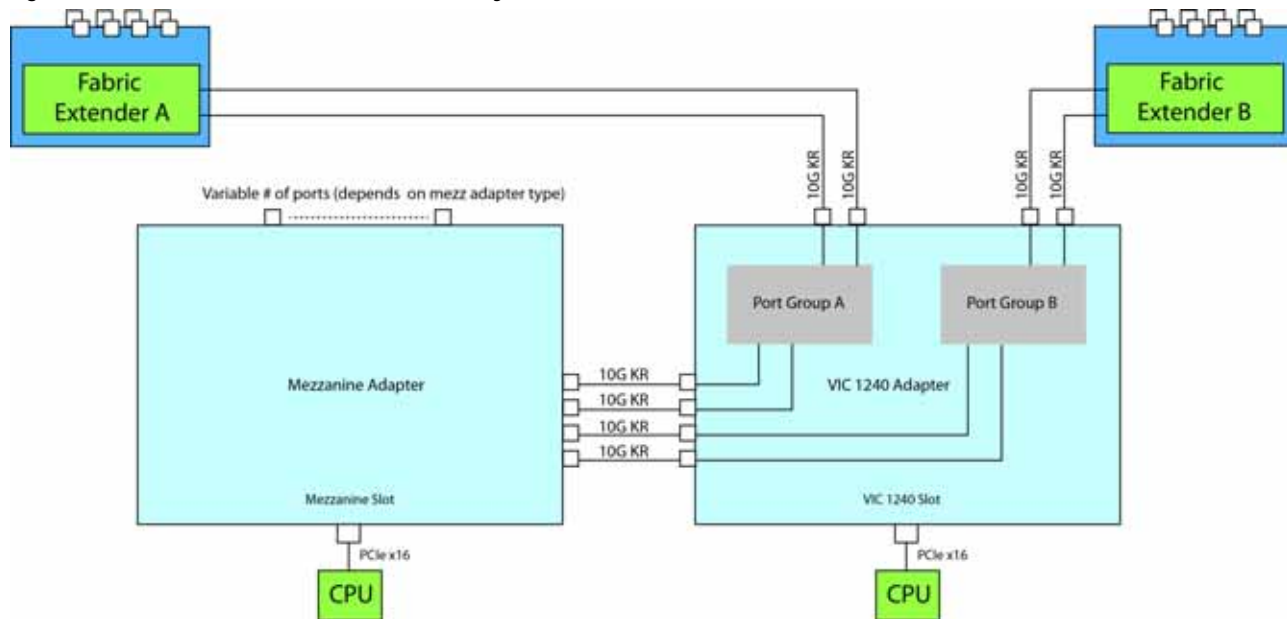 Fabric
Extender A
Fabric
Extender B
10G KR
10G KR
10G KR
10G KR
Variable # of ports (depends on mezz adapter type)
Port Group A
Port Group B
Mezzanine Adapter
10G KR
10G KR
10G KR
10G KR
VIC 1240 Adapter
Mezzanine Slot
VIC 1240 Slot
PCIe x16
PCIe x16
CPU
CPU